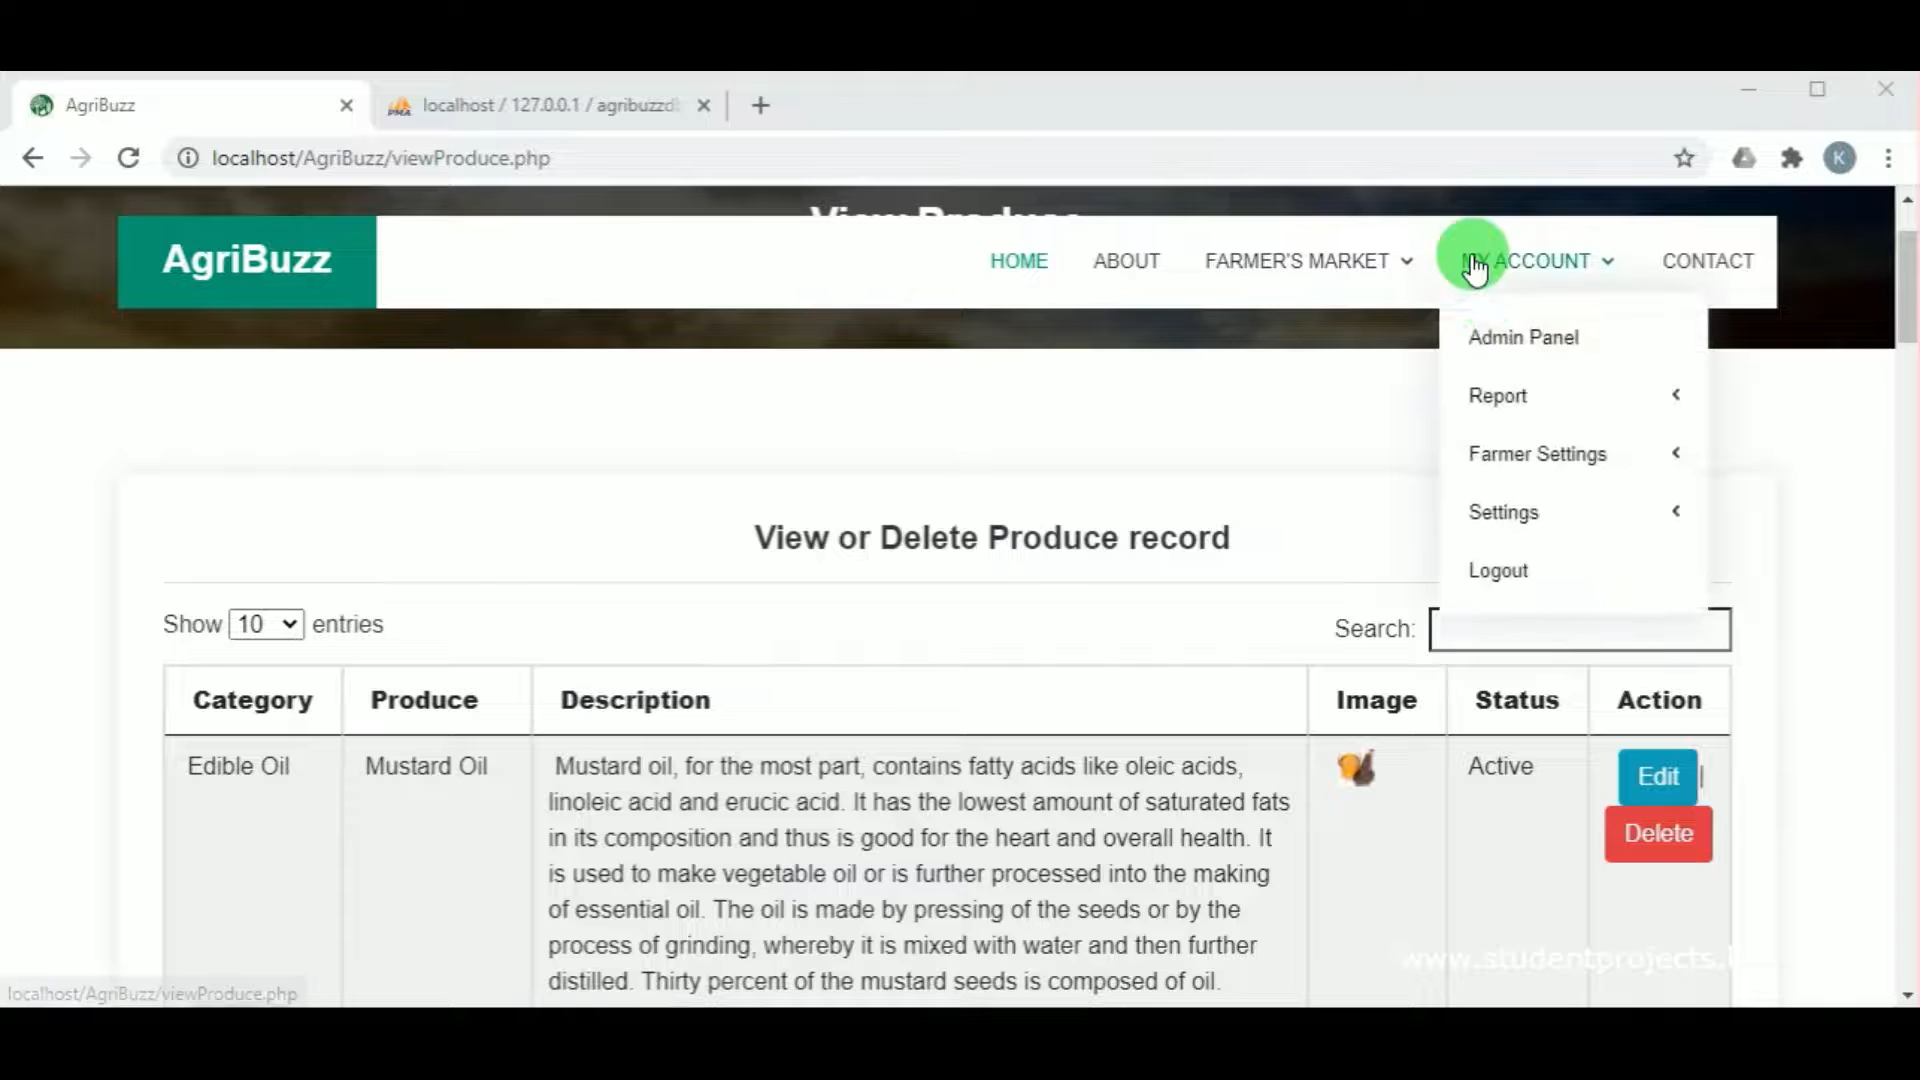 AgriBuzz
localhost / 127.0.0.1 / agribuzzd
localhost/AgriBuzz/viewProduce.php
K
View Produce
AgriBuzz
HOME ABOUT FARMER'S MARKET MY ACCOUNT CONTACT
Admin Panel
Report
Farmer Settings
Settings
Logout
View or Delete Produce record
Show 10 entries
Search:
Category Produce Description Image Status Action
Edible Oil Mustard Oil Mustard oil, for the most part, contains fatty acids like oleic acids, Active Edit |
linoleic acid and erucic acid. It has the lowest amount of saturated fats
Delete
in its composition and thus is good for the heart and overall health. It
is used to make vegetable oil or is further processed into the making
of essential oil. The oil is made by pressing of the seeds or by the
process of grinding, whereby it is mixed with water and then further
distilled. Thirty percent of the mustard seeds is composed of oil.
www.studentprojects.
localhost/AgriBuzz/viewProduce.php